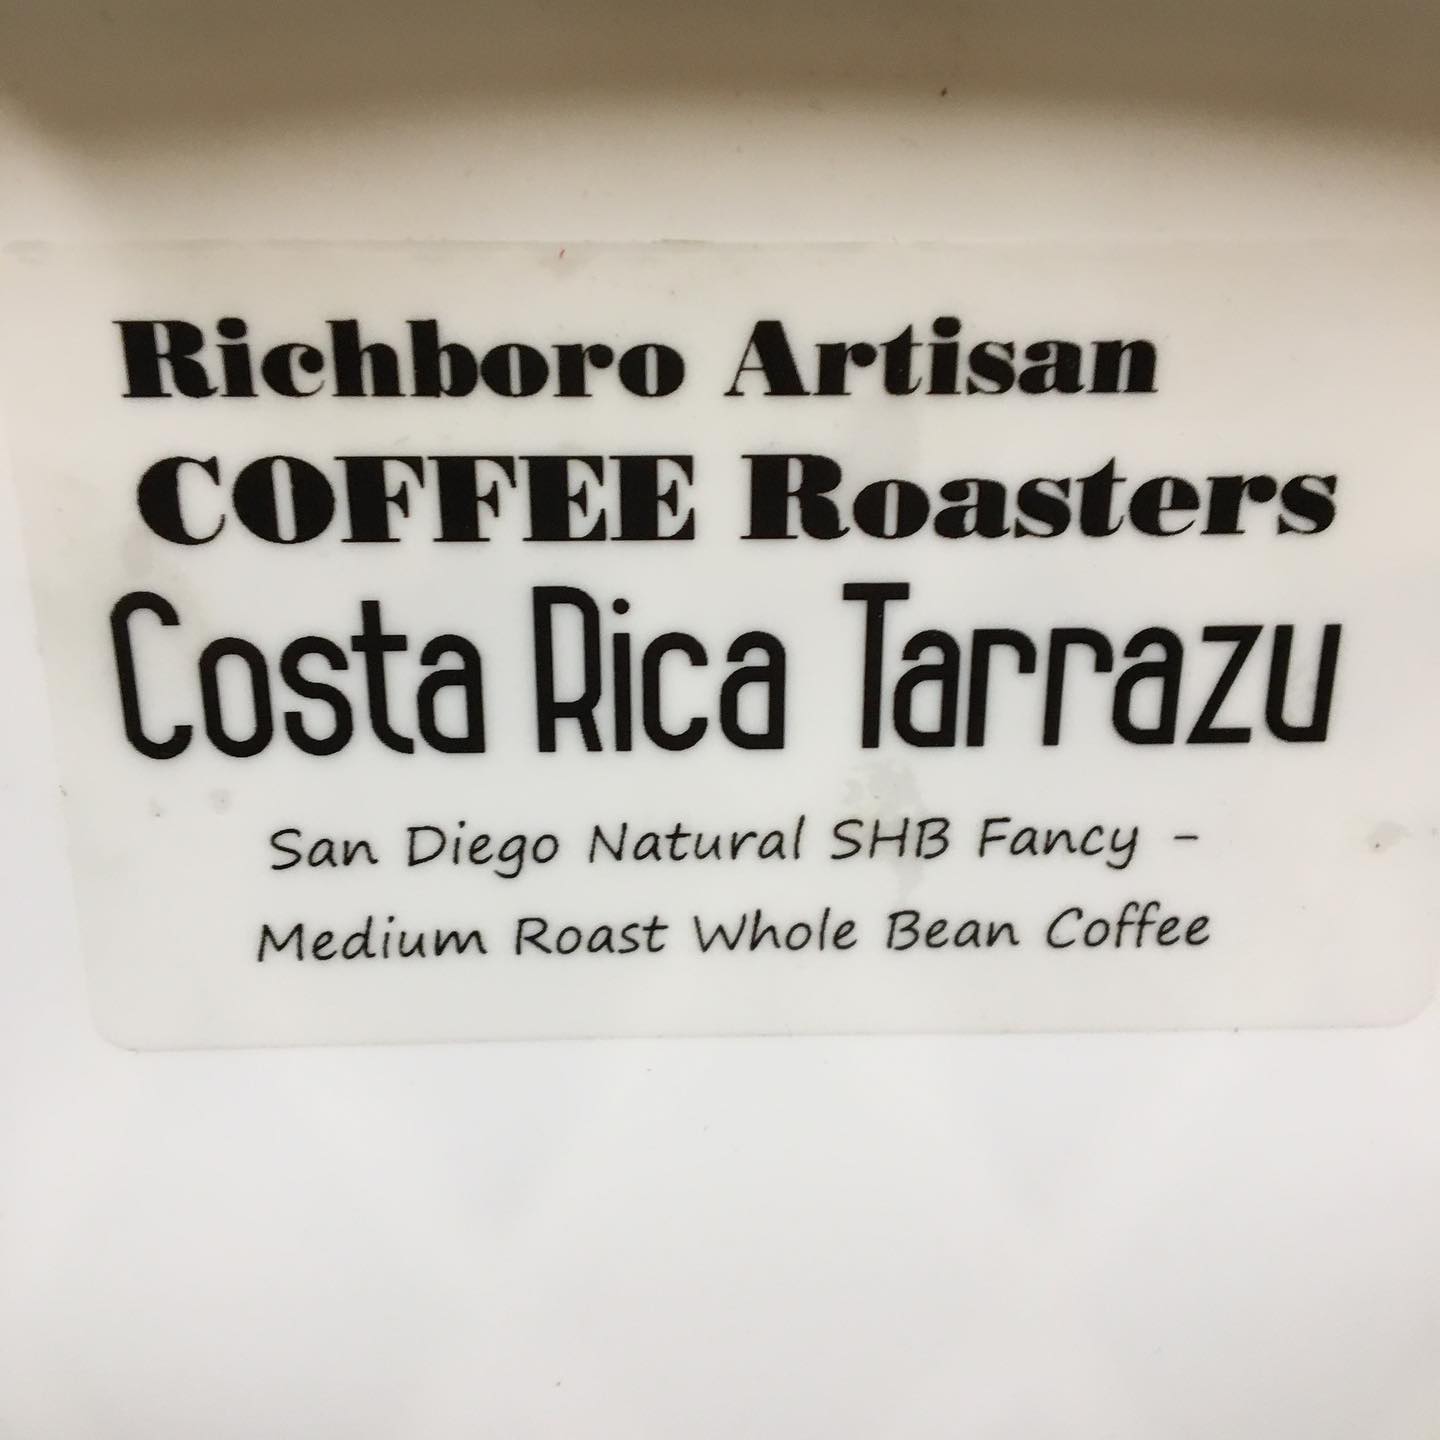 Richboro Artisan
COFFEE Roasters
Costa Rica Tarrazu
San Diego Natural SHB Fancy -
Medium Roast Whole Bean Coffee